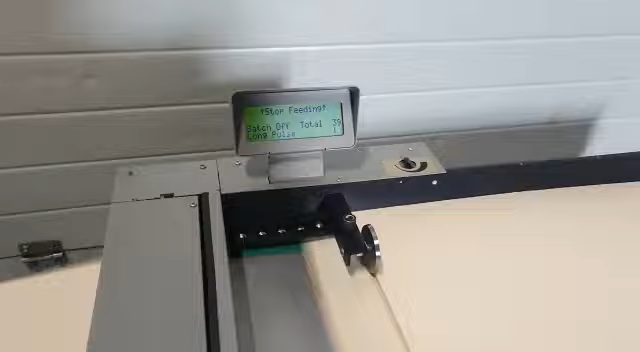 ↑Stop Feeding↑
Batch Off Total 39
Long Pulse 1